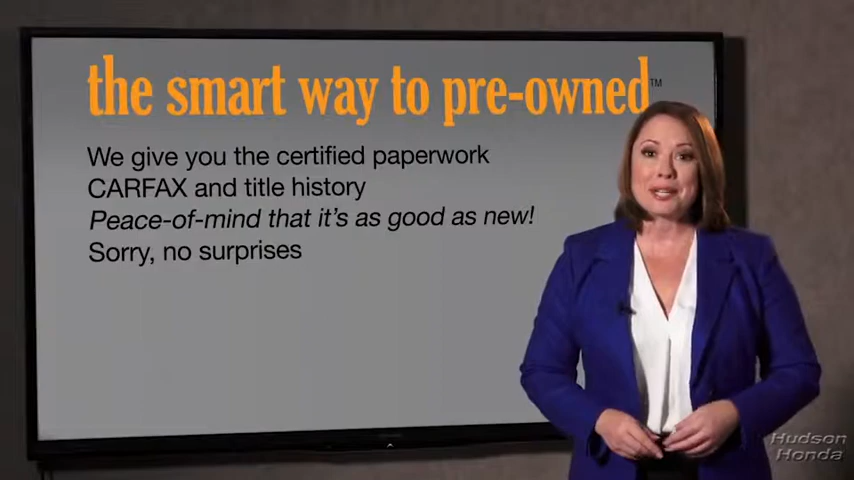 the smart way to pre-owned™
We give you the certified paperwork
CARFAX and title history
Peace-of-mind that it's as good as new!
Sorry, no surprises
Hudson
Honda